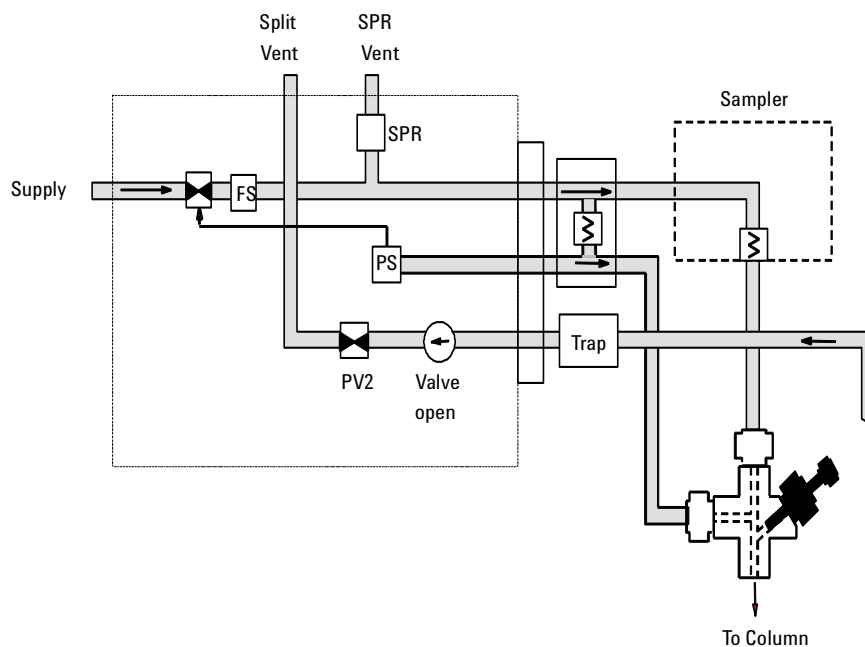 Split
Vent
SPR
Vent
Sampler
SPR
Supply
FS
PS
Trap
PV2
Valve
open
To Column